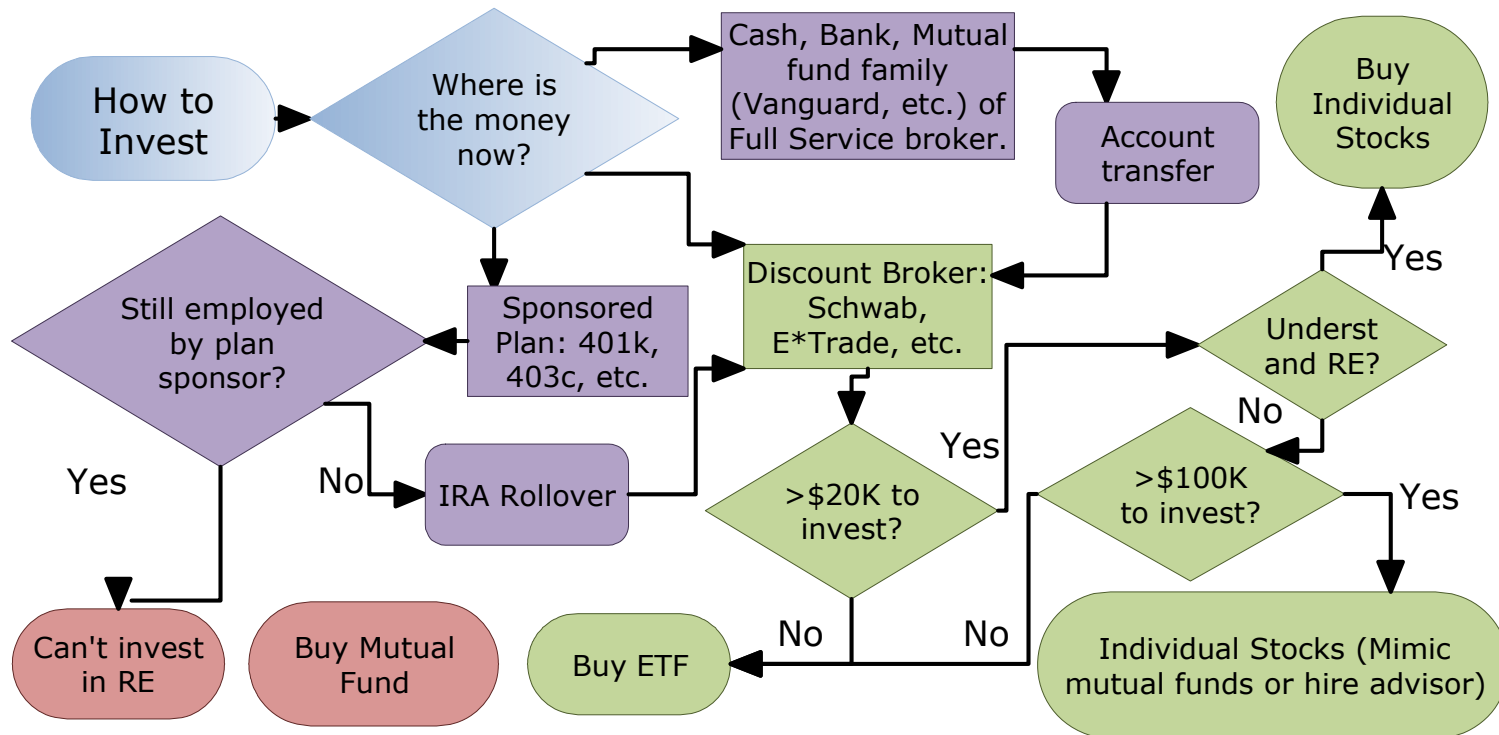 How to
Invest
Where is
the money
now?
Cash, Bank, Mutual
fund family
(Vanguard, etc.) of
Full Service broker.
Account
transfer
Buy
Individual
Stocks
Yes
Still employed
by plan
sponsor?
Sponsored
Plan: 401k,
403c, etc.
Discount Broker:
Schwab,
E*Trade, etc.
Underst
and RE?
No
Yes
Yes
No
IRA Rollover
>$20K to
invest?
>$100K
to invest?
Yes
No
No
Can't invest
in RE
Buy Mutual
Fund
Buy ETF
Individual Stocks (Mimic
mutual funds or hire advisor)